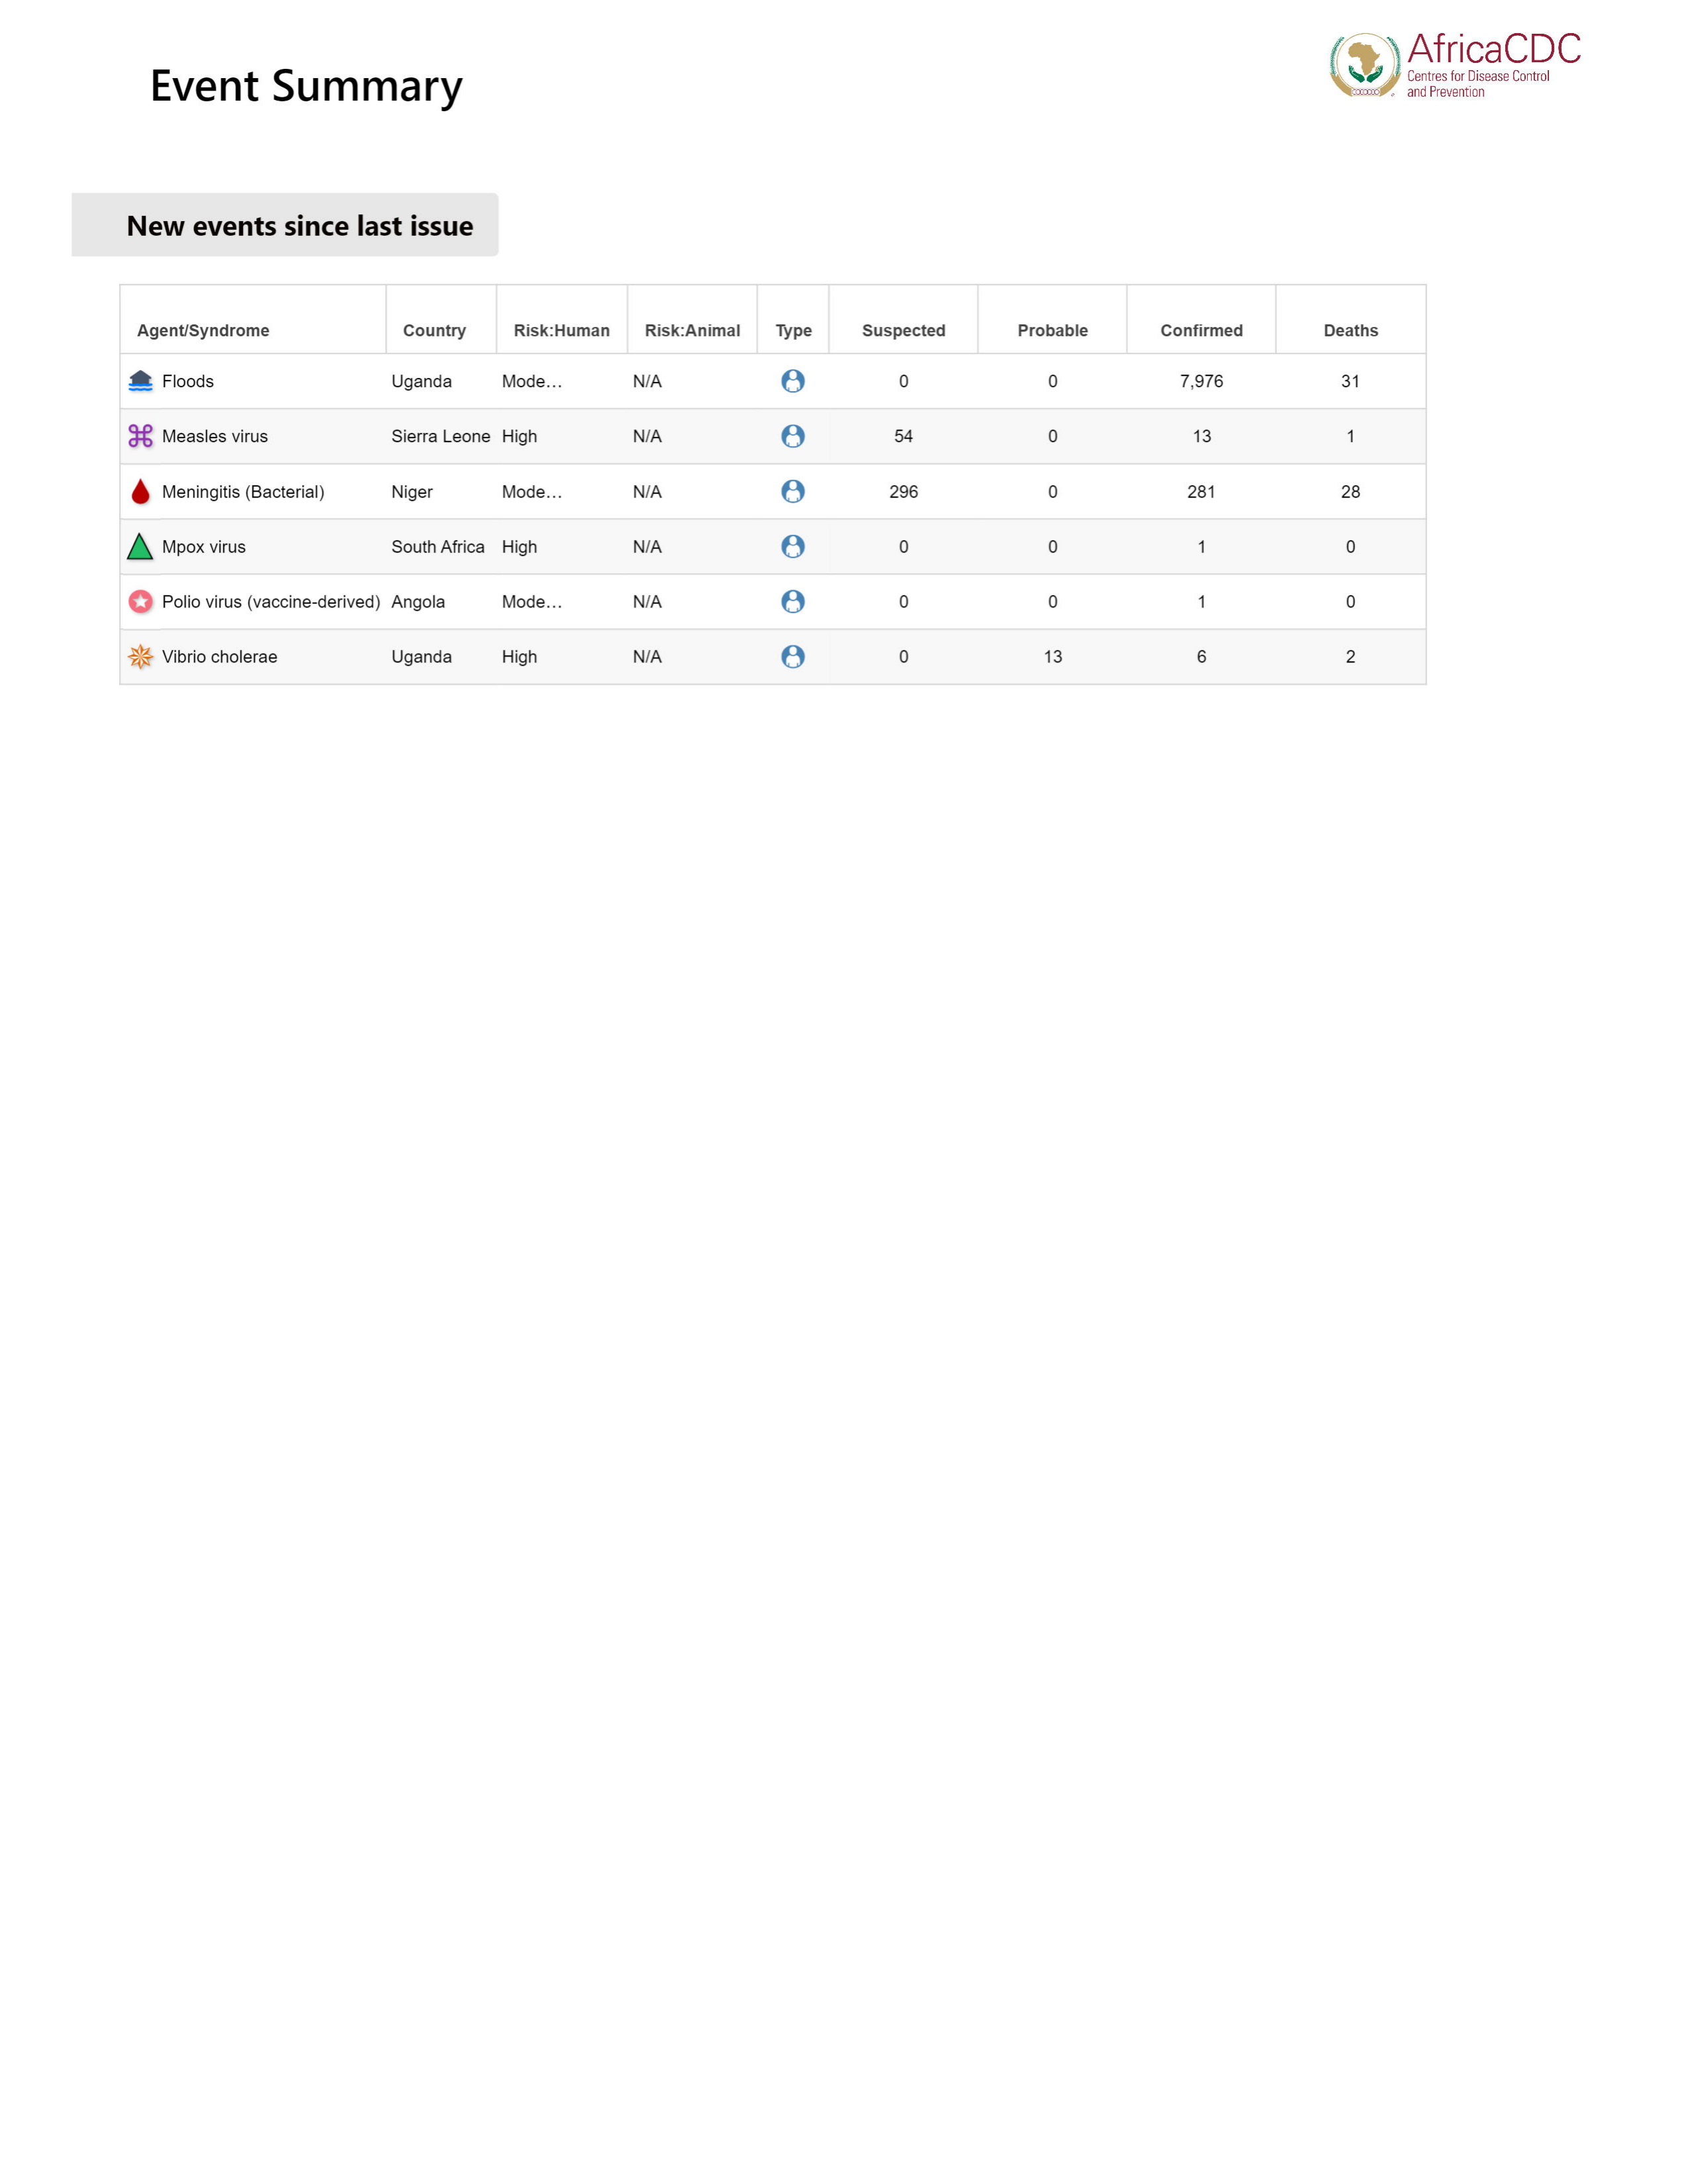 AfricaCDC
Centres for Disease Control
and Prevention
Event Summary
New events since last issue
Agent/Syndrome Country Risk:Human Risk:Animal Type Suspected Probable Confirmed Deaths
Floods Uganda Mode… N/A 0 0 7,976 31
Measles virus Sierra Leone High N/A 54 0 13 1
Meningitis (Bacterial) Niger Mode… N/A 296 0 281 28
Mpox virus South Africa High N/A 0 0 1 0
Polio virus (vaccine-derived) Angola Mode… N/A 0 0 1 0
Vibrio cholerae Uganda High N/A 0 13 6 2